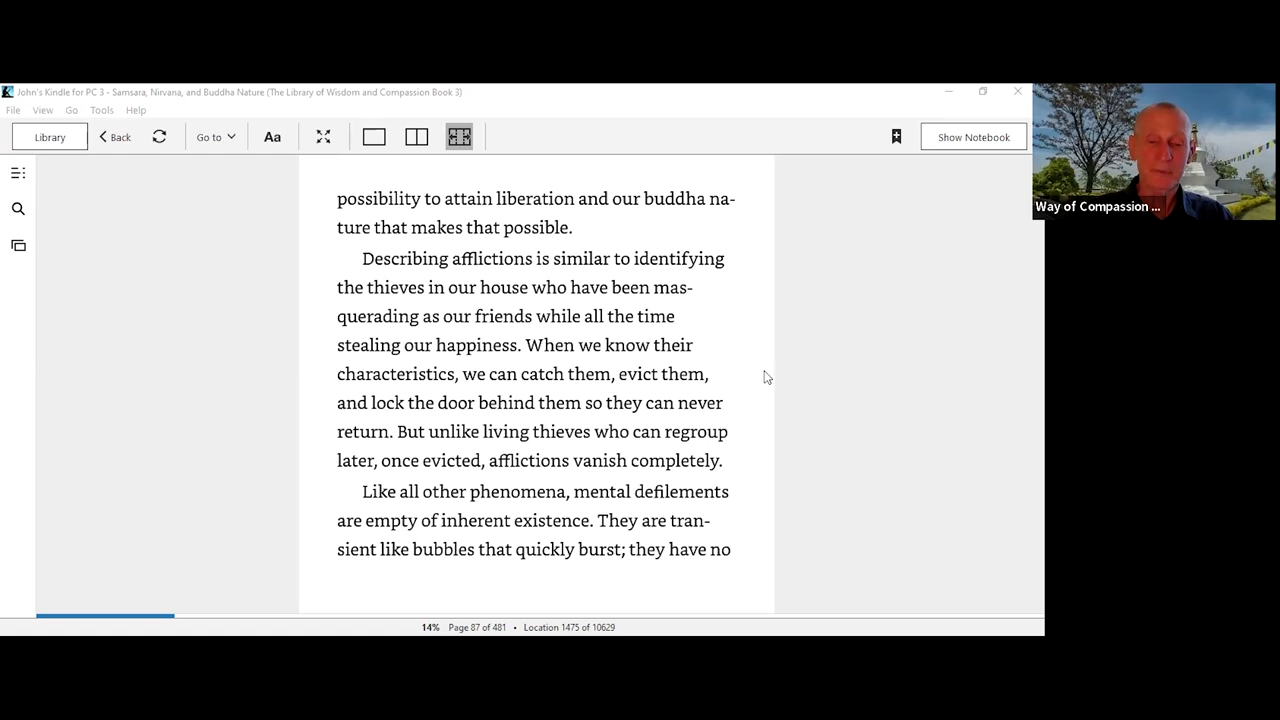 John's Kindle for PC 3 - Samsara, Nirvana, and Buddha Nature (The Library of Wisdom and Compassion Book 3)
File View Go Tools Help
Library Back Go to Aa Show Notebook
Way of Compassion ...
possibility to attain liberation and our buddha na-
ture that makes that possible.
Describing afflictions is similar to identifying
the thieves in our house who have been mas-
querading as our friends while all the time
stealing our happiness. When we know their
characteristics, we can catch them, evict them,
and lock the door behind them so they can never
return. But unlike living thieves who can regroup
later, once evicted, afflictions vanish completely.
Like all other phenomena, mental defilements
are empty of inherent existence. They are tran-
sient like bubbles that quickly burst; they have no
14% Page 87 of 481 • Location 1475 of 10629